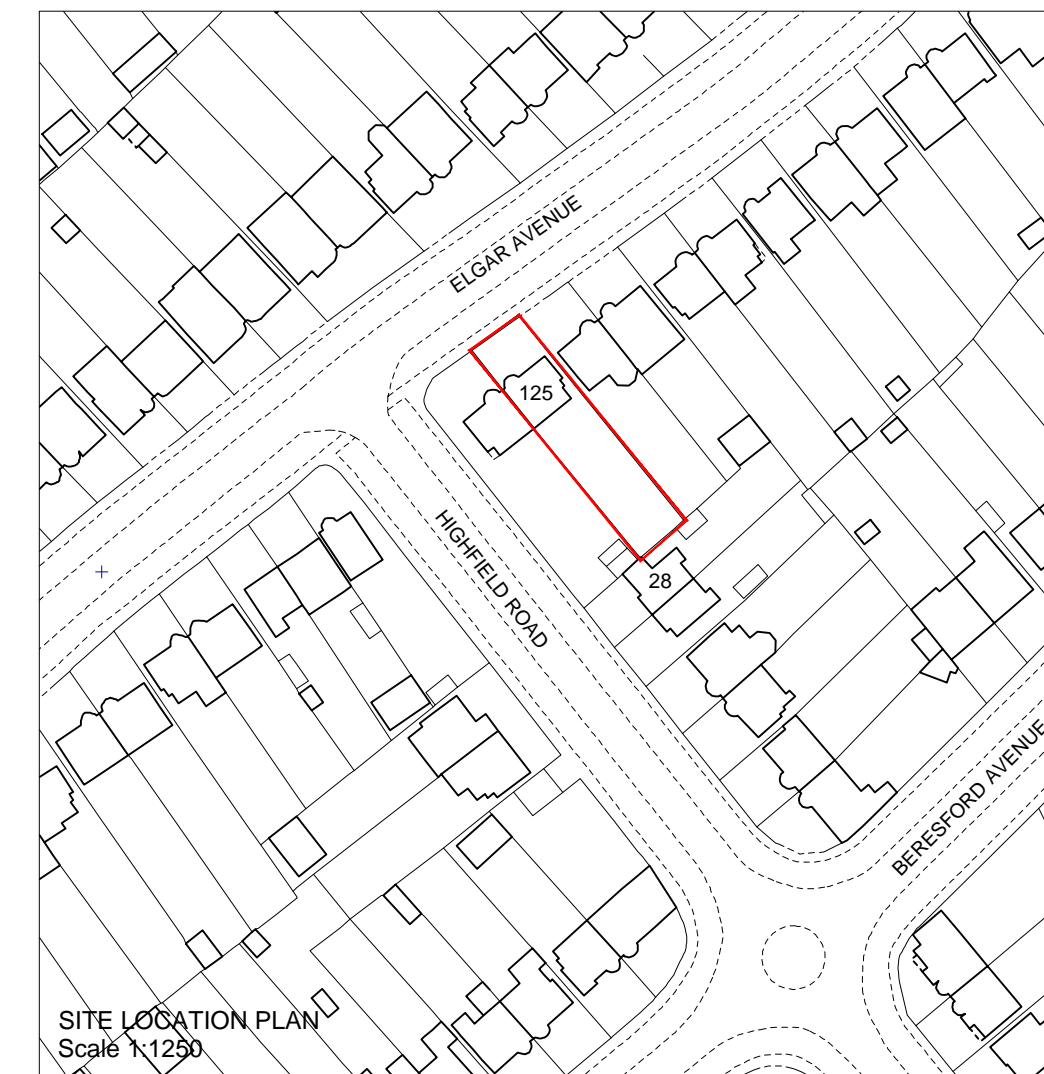 ELGAR AVENUE
125
HIGHFIELD ROAD
28
BERESFORD AVENUE
SITE LOCATION PLAN
Scale 1:1250